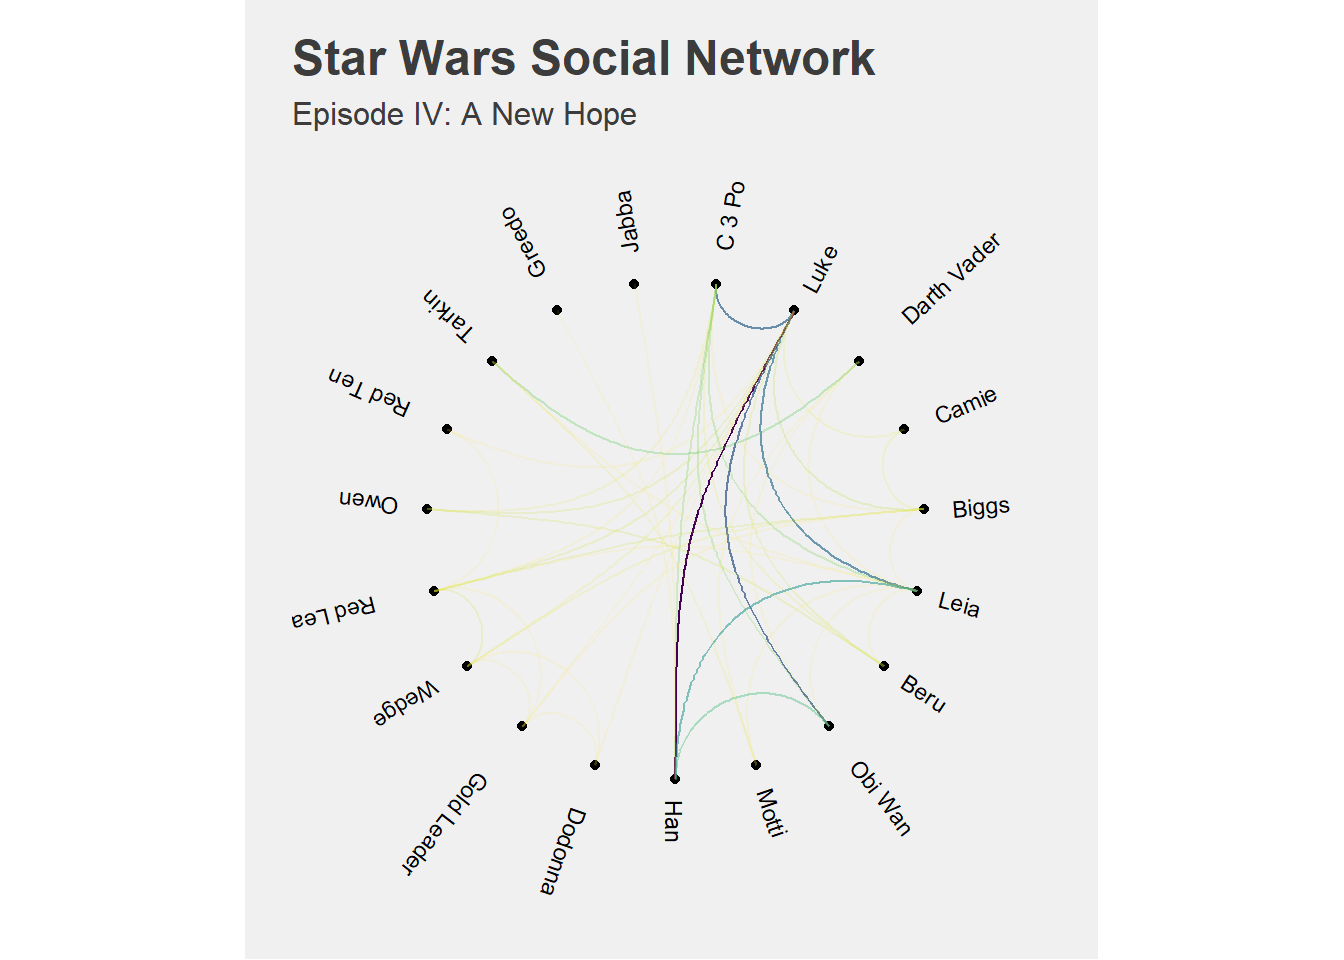 Star Wars Social Network
Episode IV: A New Hope
C 3 Po
Luke
Darth Vader
Camie
Biggs
Leia
Beru
Obi Wan
Motti
Han
Dodonna
Gold Leader
Wedge
Red Lea
Owen
Red Ten
Tarkin
Greedo
Jabba